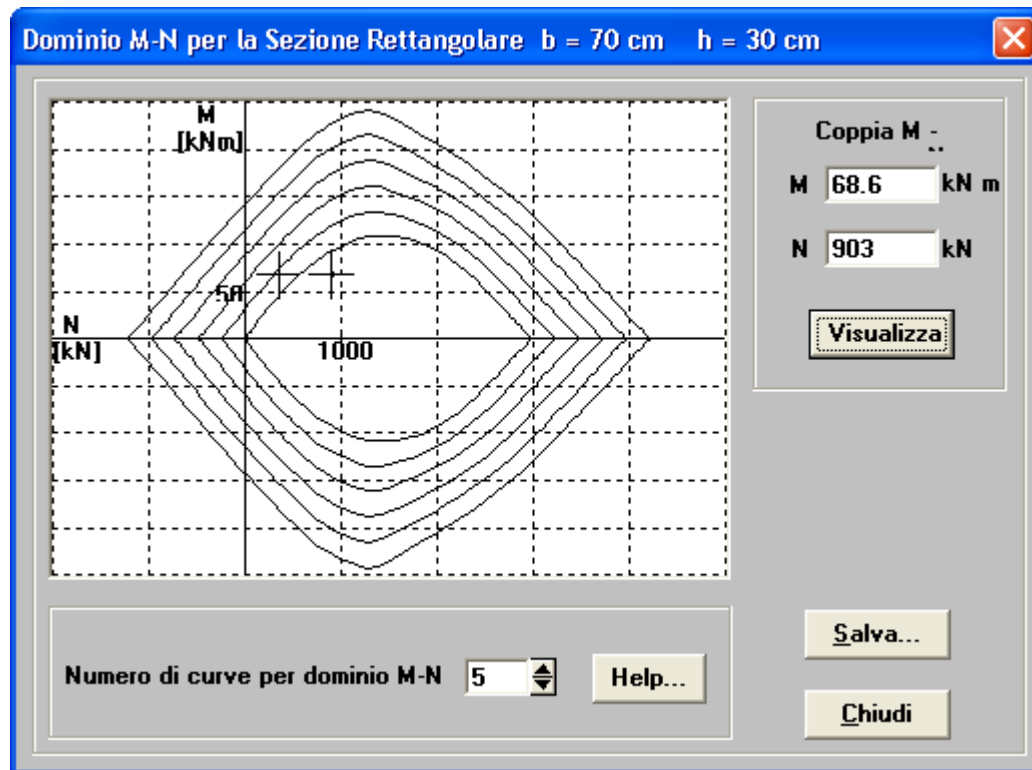 Dominio M-N per la Sezione Rettangolare b = 70 cm h = 30 cm
M
[kNm]
50
N
[kN]
1000
Coppia M -
M 68.6 kN m
N 903 kN
Visualizza
Numero di curve per dominio M-N 5
Help...
Salva...
Chiudi